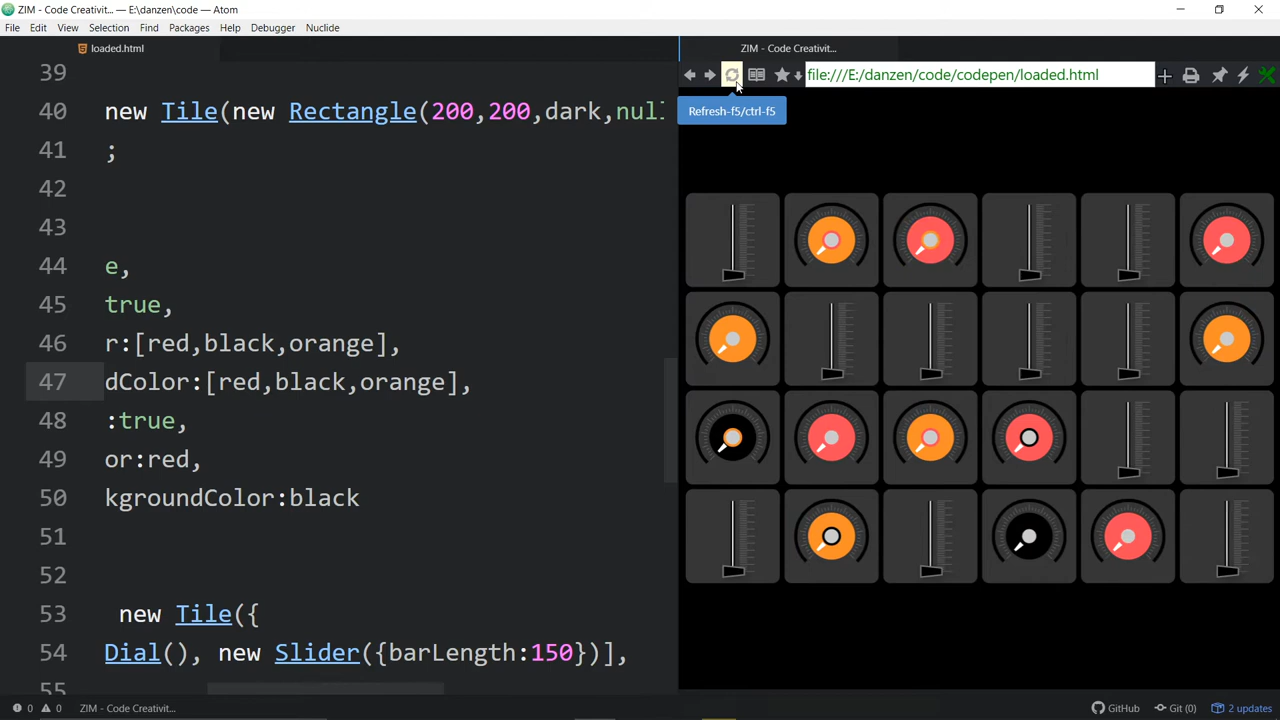 ZIM - Code Creativit... — E:\danzen\code — Atom
File Edit View Selection Find Packages Help Debugger Nuclide
loaded.html
ZIM - Code Creativit...
file:///E:/danzen/code/codepen/loaded.html
Refresh-f5/ctrl-f5
39
40 new Tile(new Rectangle(200,200,dark,null
41 ;
42
43
44 e,
45 true,
46 r:[red,black,orange],
47 dColor:[red,black,orange],
48 :true,
49 or:red,
50 kgroundColor:black
51
52
53 new Tile({
54 Dial(), new Slider({barLength:150})],
55
0 0 ZIM - Code Creativit...
GitHub Git (0) 2 updates